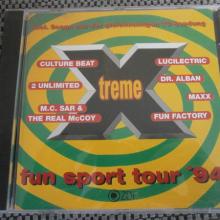 CULTURE BEAT
LUCILECTRIC
2 UNLIMITED
DR. ALBAN
X
treme
M.C. SAR &
THE REAL McCOY
MAXX
FUN FACTORY
fun sport tour '94